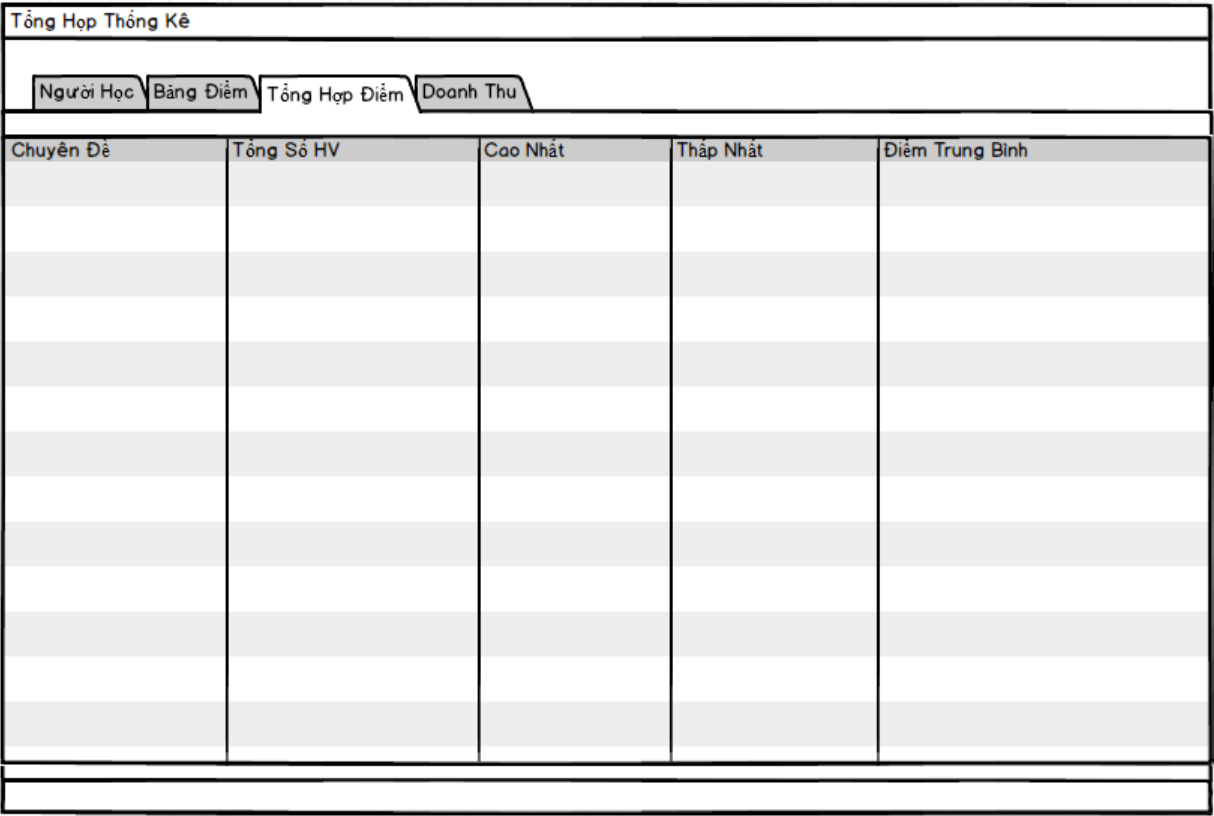 Tổng Hợp Thống Kê
Người Học Bảng Điểm Tổng Hợp Điểm Doanh Thu
Chuyên Đề Tổng Số HV Cao Nhất Thấp Nhất Điểm Trung Bình